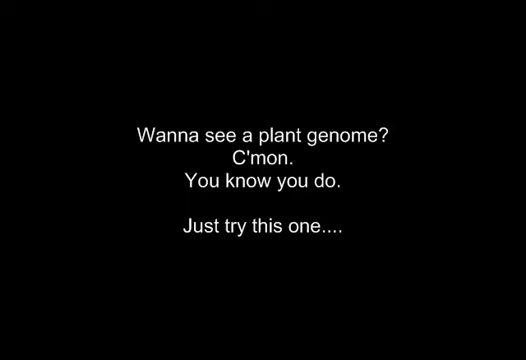 Wanna see a plant genome?
C'mon.
You know you do.
Just try this one....